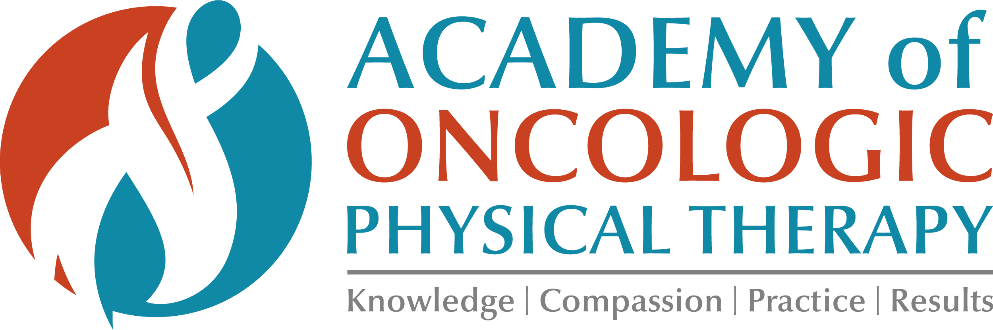 ACADEMY of
ONCOLOGIC
PHYSICAL THERAPY
Knowledge | Compassion | Practice | Results